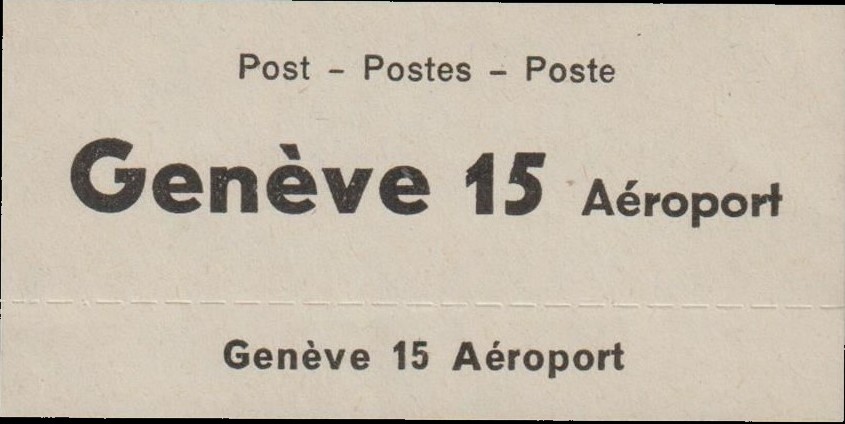 Post – Postes – Poste
Genève 15 Aéroport
Genève 15 Aéroport